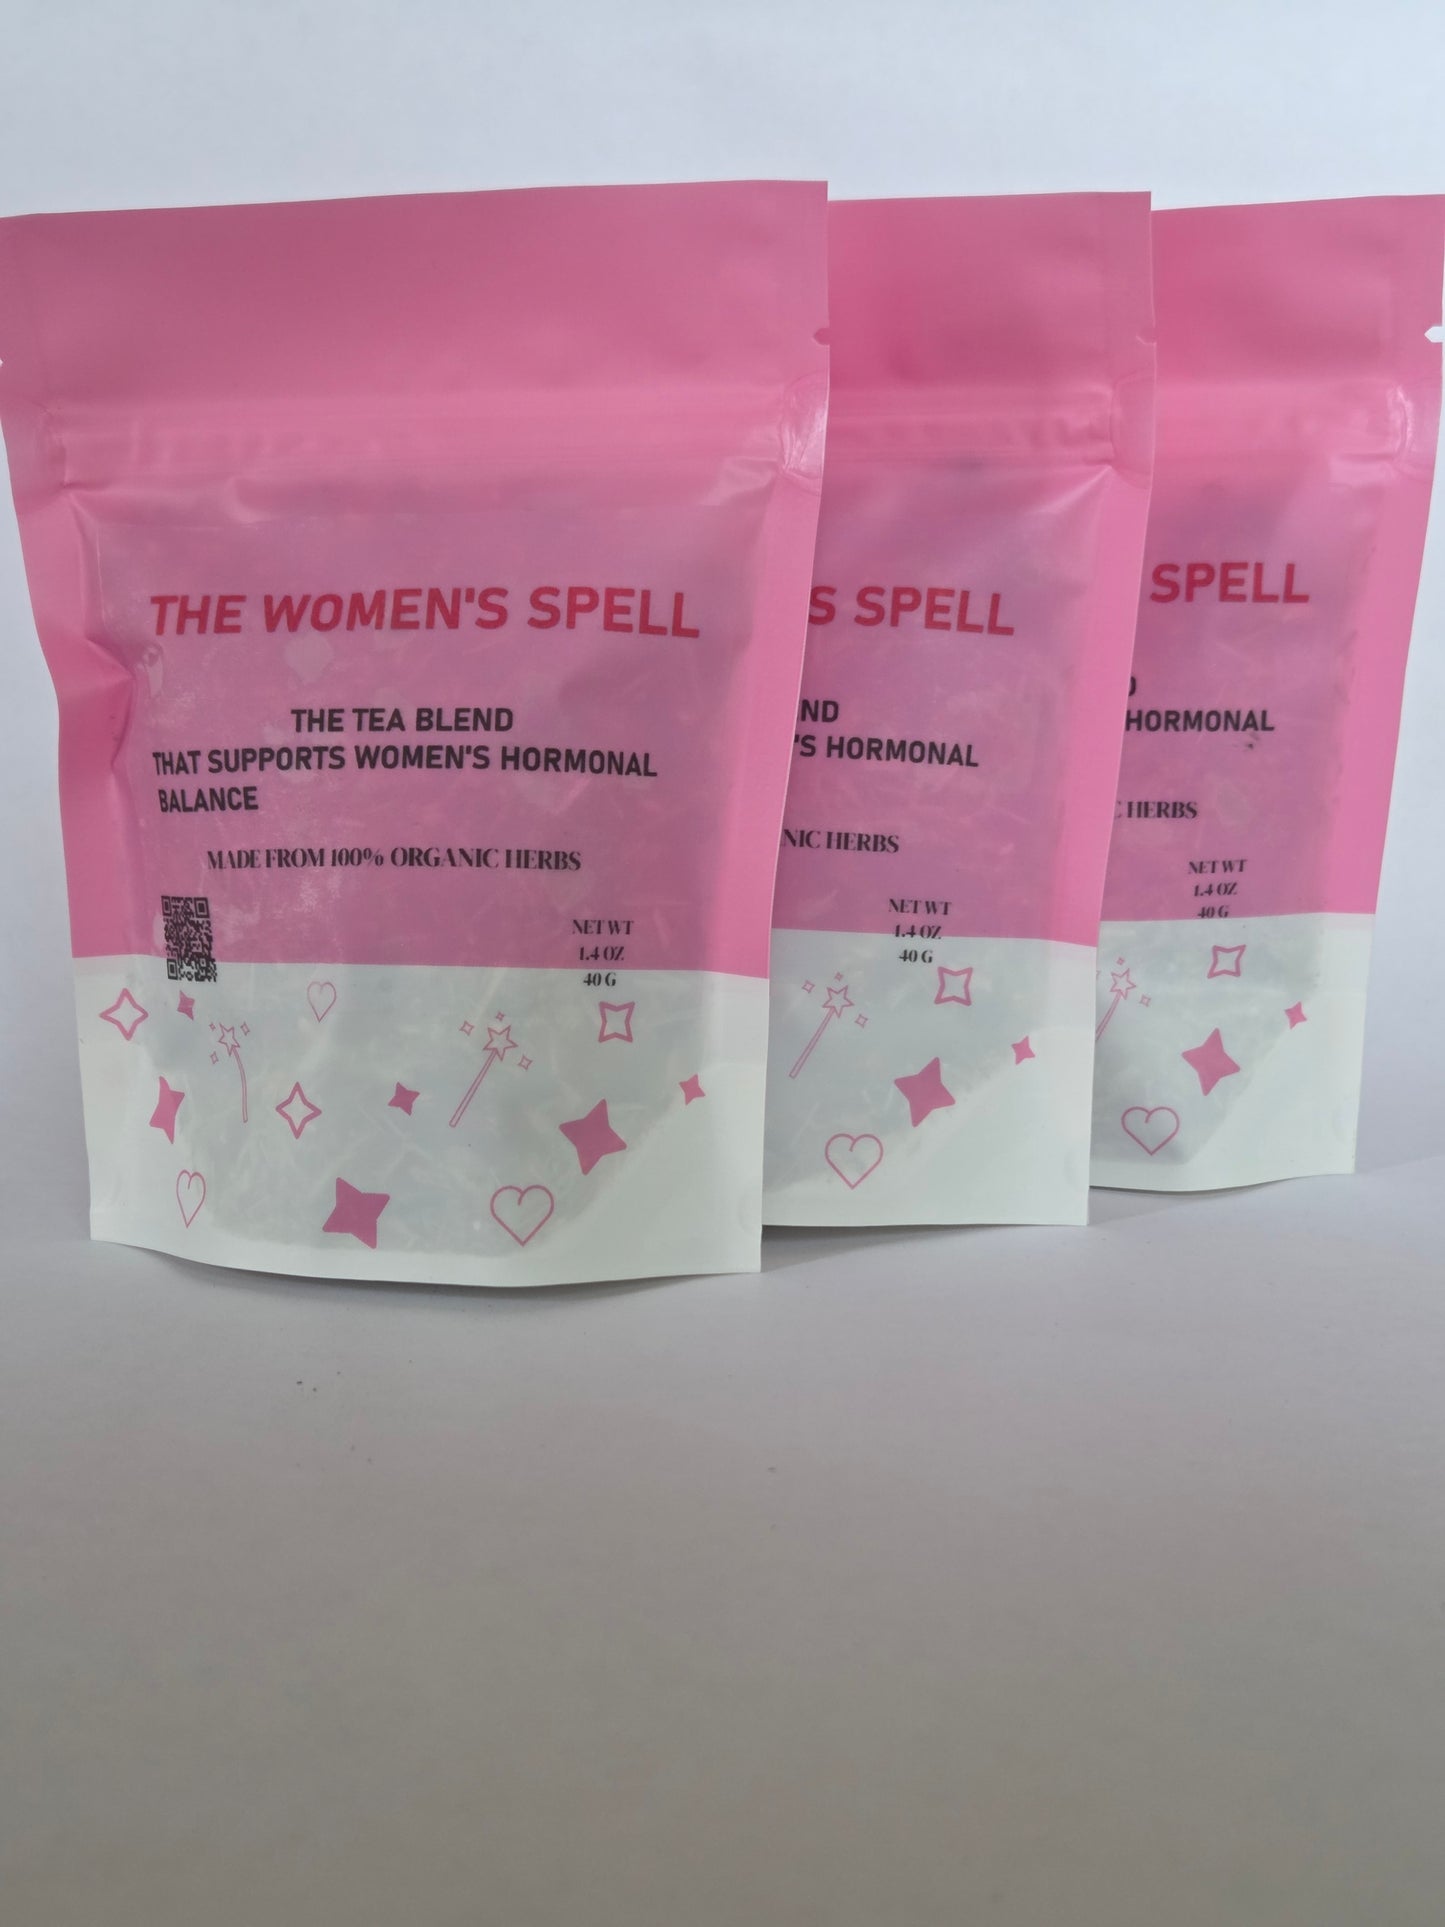 THE WOMEN'S SPELL
THE TEA BLEND
THAT SUPPORTS WOMEN'S HORMONAL
BALANCE
MADE FROM 100% ORGANIC HERBS
NET WT
1.4 OZ
40 G
S SPELL
ND
'S HORMONAL
NIC HERBS
NET WT
1.4 OZ
40 G
SPELL
D
HORMONAL
C HERBS
NET WT
1.4 OZ
40 G